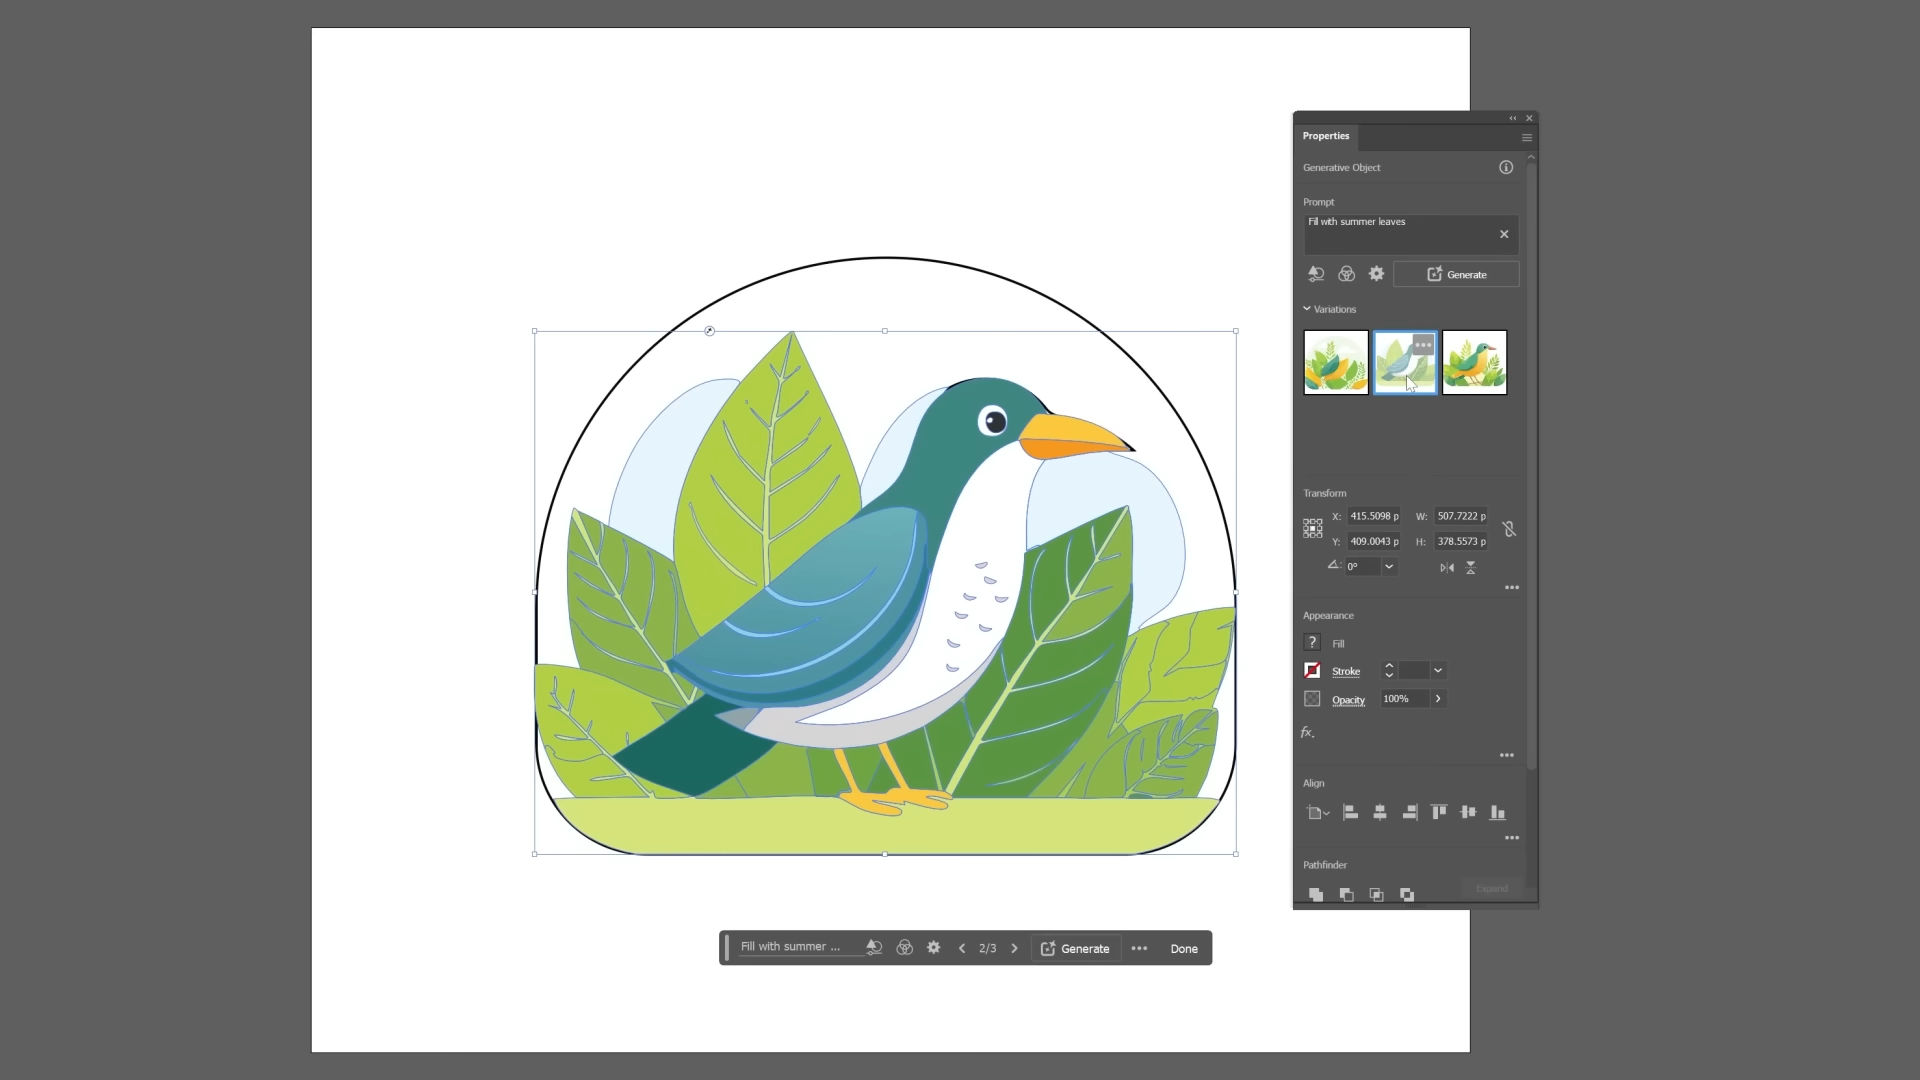 Properties
Generative Object
Prompt
Fill with summer leaves
Generate
Variations
Transform
X: 415.5098 p W: 507.7222 p
Y: 409.0043 p H: 378.5573 p
0°
Appearance
? Fill
Stroke
Opacity 100%
fx.
Align
Pathfinder
Expand
Fill with summer ... 2/3 Generate Done